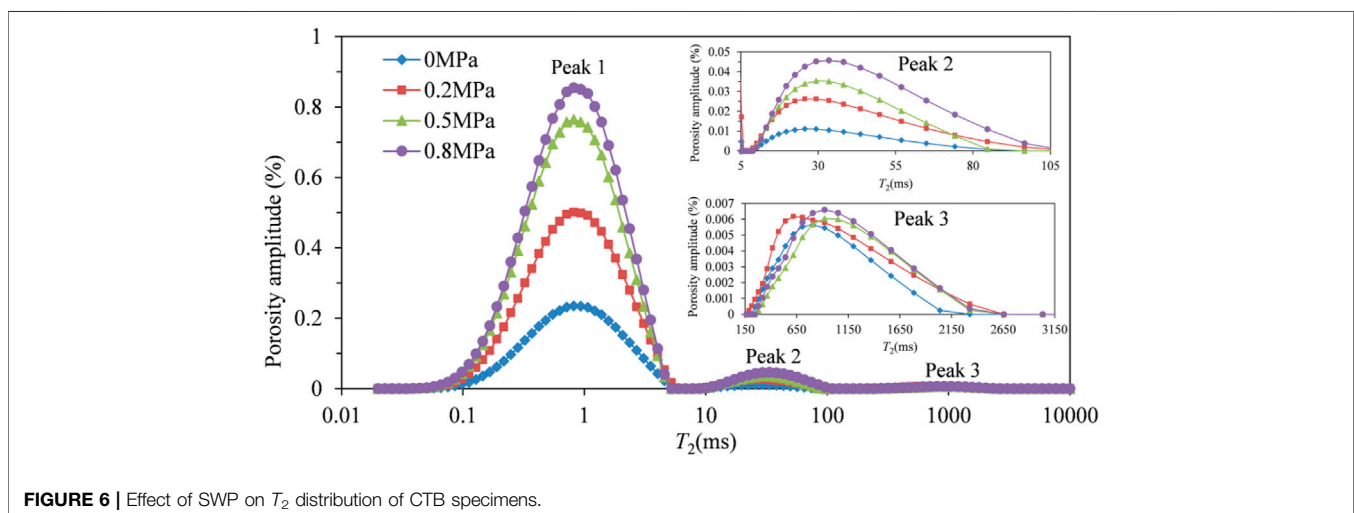 1
0.8
0.6
0.4
0.2
0
Porosity amplitude (%)
0MPa
0.2MPa
0.5MPa
0.8MPa
Peak 1
Peak 2
Peak 3
0.01 0.1 1 10 100 1000 10000
T2(ms)
0.05
0.04
0.03
0.02
0.01
0
Porosity amplitude (%)
Peak 2
5 30 55 80 105
T2(ms)
0.007
0.006
0.005
0.004
0.003
0.002
0.001
0
Porosity amplitude (%)
Peak 3
150 650 1150 1650 2150 2650 3150
T2(ms)
FIGURE 6 | Effect of SWP on T2 distribution of CTB specimens.